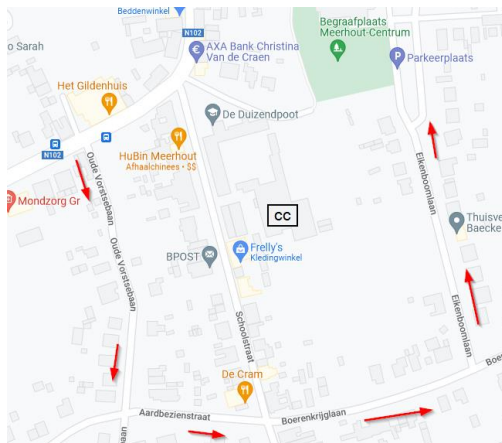 Beddenwinkel
o Sarah
N102
AXA Bank Christina
Van de Craen
Begraafplaats
Meerhout-Centrum
Parkeerplaats
Het Gildenhuis
De Duizendpoot
N102
HuBin Meerhout
Afhaalchinees • $$
Oude Vorstsebaan
Eikenboomlaan
Mondzorg Gr
CC
Thuisve
Baecke
Oude Vorstsebaan
BPOST
Frelly's
Kledingwinkel
Schoolstraat
Eikenboomlaan
De Cram
Aardbezienstraat
Boerenkrijglaan
baan